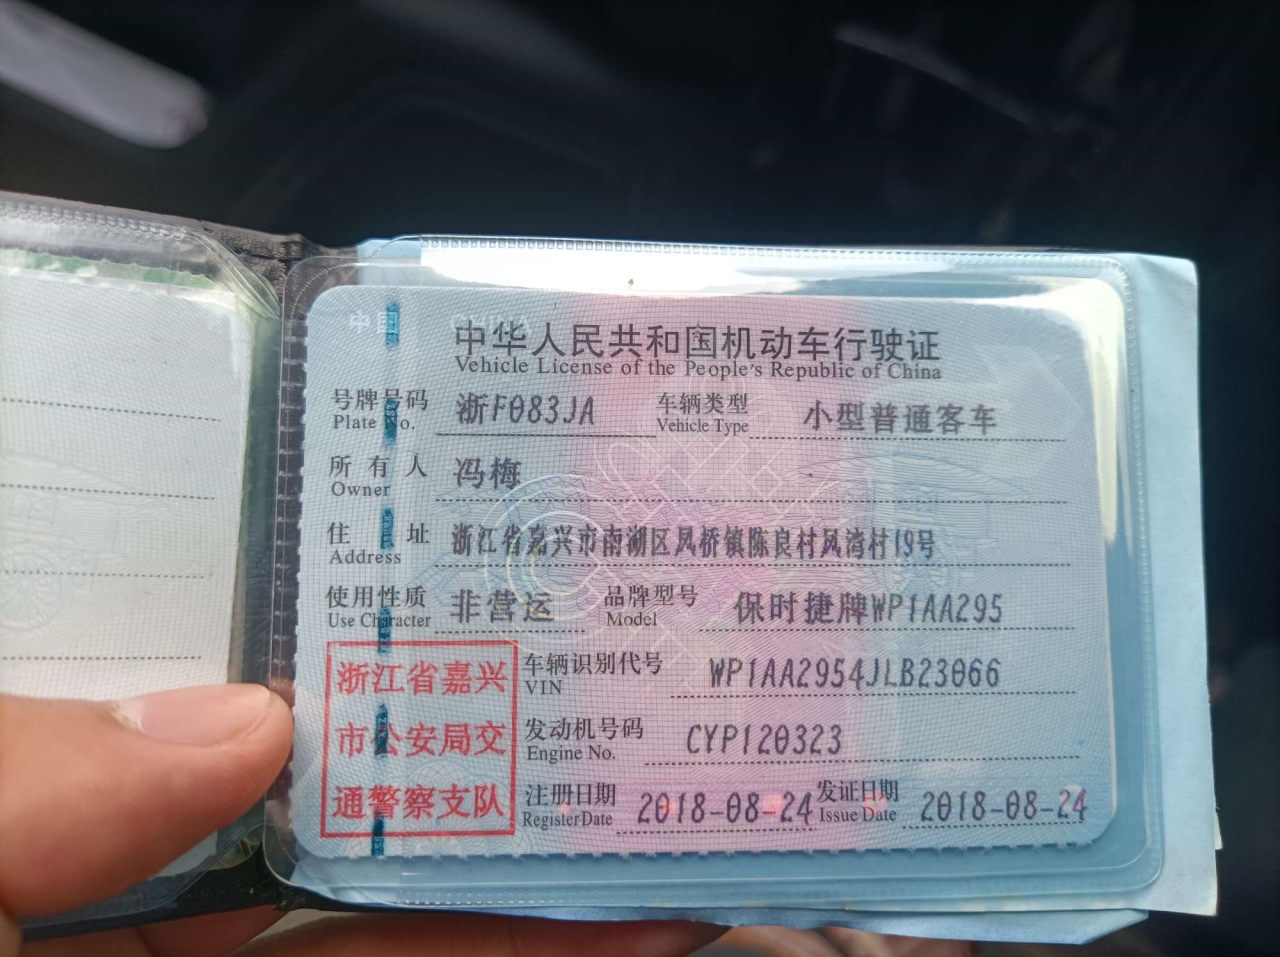 中华人民共和国机动车行驶证
Vehicle License of the People's Republic of China
号牌号码 浙F083JA 车辆类型 小型普通客车
Plate No. Vehicle Type
所有人 冯梅
Owner
住址 浙江省嘉兴市南湖区凤桥镇陈良村风湾村19号
Address
使用性质 非营运 品牌型号 保时捷牌WP1AA295
Use Character Model
浙江省嘉兴
市公安局交
通警察支队
车辆识别代号 WP1AA2954JLB23066
VIN
发动机号码 CYP120323
Engine No.
注册日期 2018-08-24 发证日期 2018-08-24
Register Date Issue Date